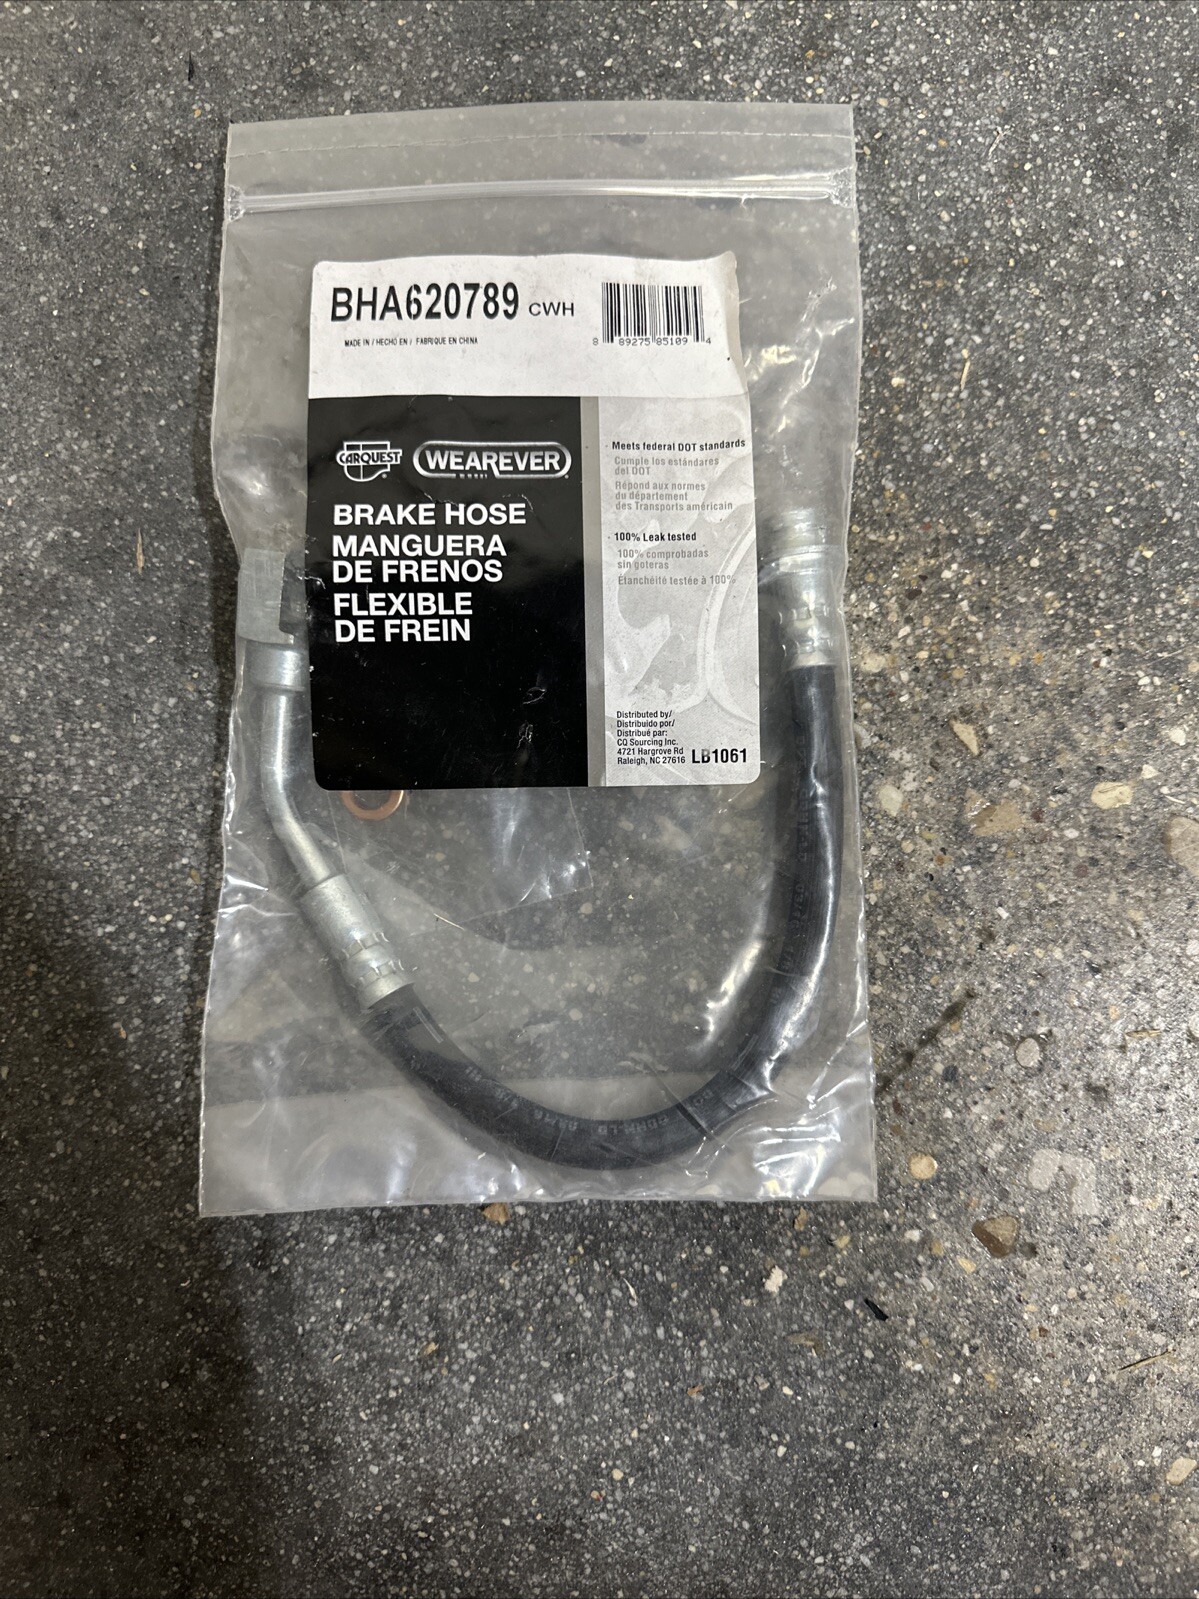 BHA620789 CWH
MADE IN / HECHO EN / FABRIQUE EN CHINA
8 89275 85109 4
CARQUEST WEAREVER
BRAKE HOSE
MANGUERA
DE FRENOS
FLEXIBLE
DE FREIN
· Meets federal DOT standards
Cumple los estándares
del DOT
Répond aux normes
du département
des Transports américain
· 100% Leak tested
100% comprobadas
sin goteras
Étanchéité testée à 100%
Distributed by/
Distribuido por/
Distribué par:
CQ Sourcing Inc.
4721 Hargrove Rd
Raleigh, NC 27616 LB1061